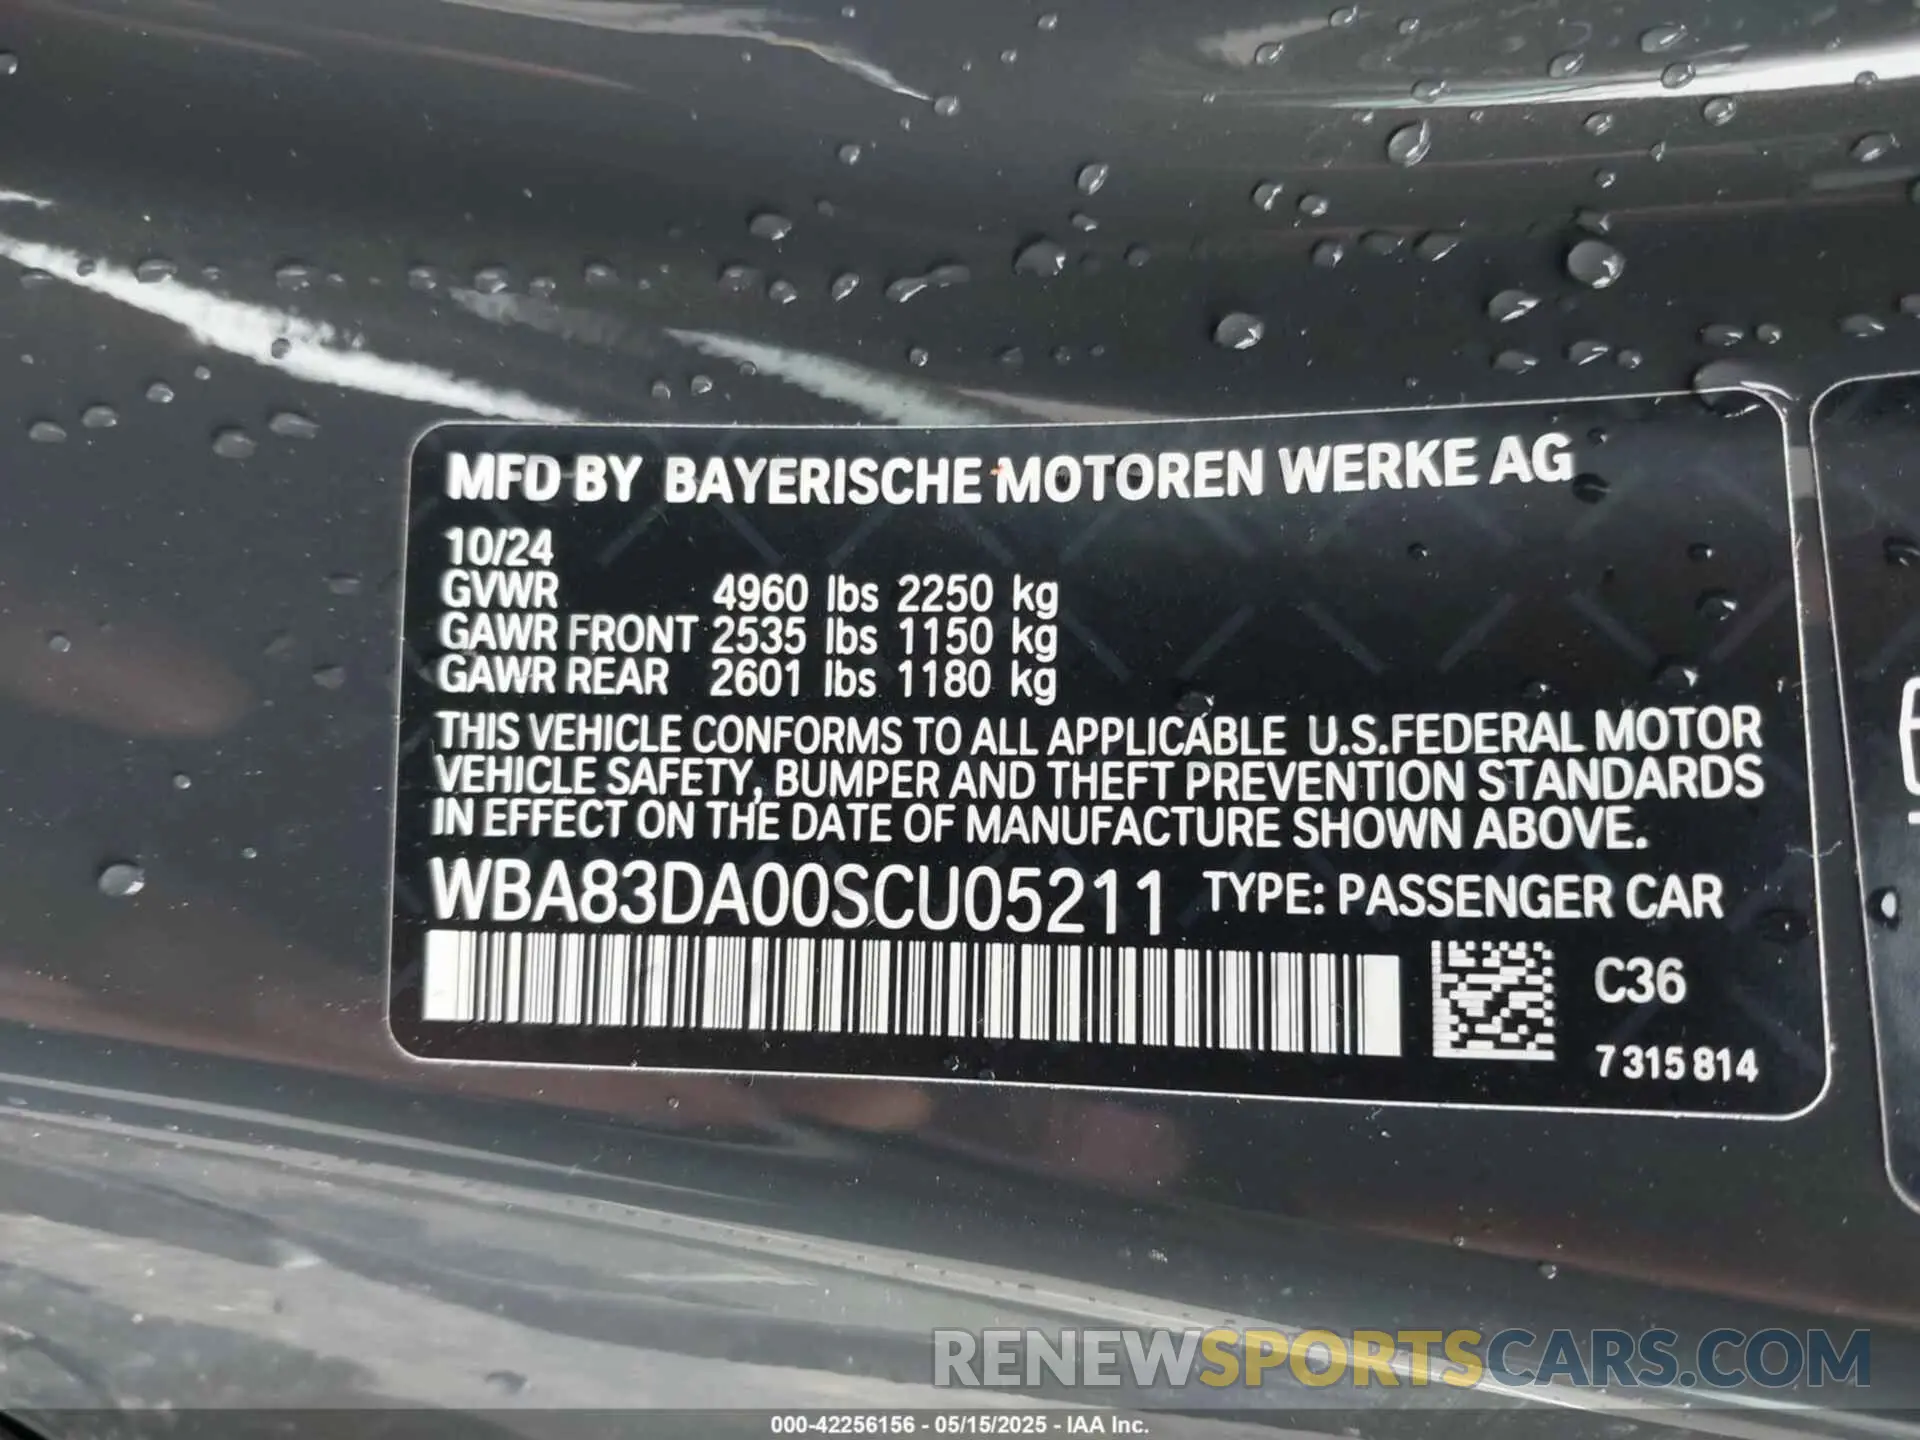 MFD BY BAYERISCHE MOTOREN WERKE AG
10/24
GVWR 4960 lbs 2250 kg
GAWR FRONT 2535 lbs 1150 kg
GAWR REAR 2601 lbs 1180 kg
THIS VEHICLE CONFORMS TO ALL APPLICABLE U.S.FEDERAL MOTOR
VEHICLE SAFETY, BUMPER AND THEFT PREVENTION STANDARDS
IN EFFECT ON THE DATE OF MANUFACTURE SHOWN ABOVE.
WBA83DA00SCU05211 TYPE: PASSENGER CAR
C36
7 315 814
RENEWSPORTSCARS.COM
000-42256156 - 05/15/2025 - IAA Inc.